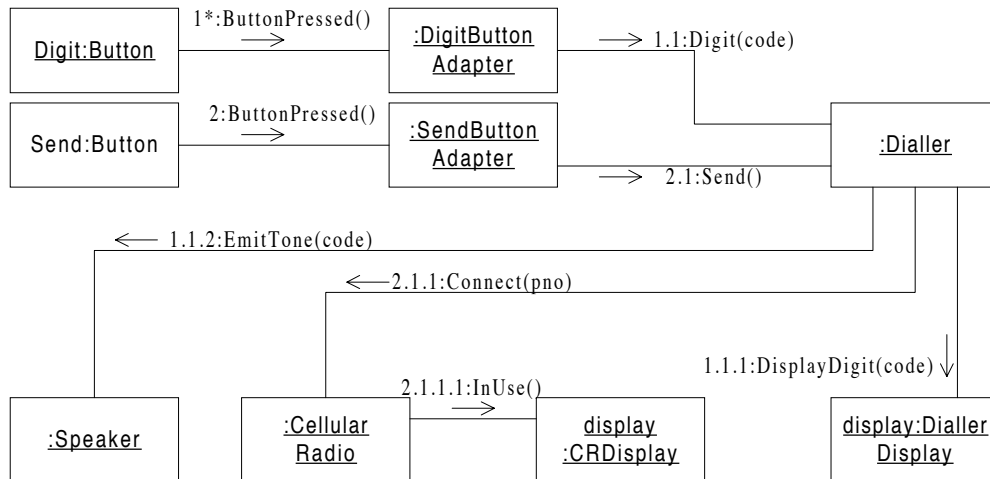 1*:ButtonPressed()
Digit:Button
:DigitButton
Adapter
1.1:Digit(code)
2:ButtonPressed()
Send:Button
:SendButton
Adapter
2.1:Send()
:Dialler
1.1.2:EmitTone(code)
2.1.1:Connect(pno)
1.1.1:DisplayDigit(code)
2.1.1.1:InUse()
:Speaker
:Cellular
Radio
display
:CRDisplay
display:Dialler
Display